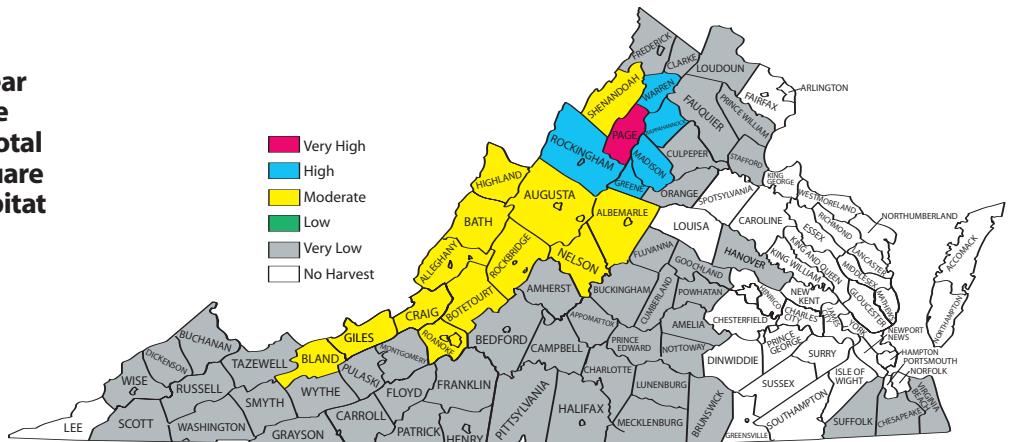 ear
e
otal
uare
bitat
Very High
High
Moderate
Low
Very Low
No Harvest
FREDERICK
CLARKE
LOUDOUN
SHENANDOAH
WARREN
FAIRFAX
ARLINGTON
FAUQUIER
PRINCE WILLIAM
PAGE
RAPPAHANNOCK
ROCKINGHAM
MADISON
CULPEPER
STAFFORD
GREENE
ORANGE
KING
GEORGE
HIGHLAND
AUGUSTA
SPOTSYLVANIA
WESTMORELAND
ALBEMARLE
LOUISA
CAROLINE
RICHMOND
NORTHUMBERLAND
BATH
ESSEX
ACCOMACK
ROCKBRIDGE
NELSON
FLUVANNA
HANOVER
KING AND QUEEN
KING WILLIAM
LANCASTER
ALLEGHANY
GOOCHLAND
MIDDLESEX
MATHEWS
BOTETOURT
AMHERST
BUCKINGHAM
CUMBERLAND
POWHATAN
HENRICO
NEW
KENT
GLOUCESTER
NORTHAMPTON
CRAIG
APPOMATTOX
AMELIA
CHESTERFIELD
CHARLES
CITY
JAMES
CITY
YORK
BUCHANAN
GILES
ROANOKE
BEDFORD
CAMPBELL
PRINCE
EDWARD
NOTTOWAY
PRINCE
GEORGE
NEWPORT
NEWS
DICKENSON
TAZEWELL
BLAND
MONTGOMERY
DINWIDDIE
SURRY
HAMPTON
PORTSMOUTH
NORFOLK
WISE
RUSSELL
WYTHE
PULASKI
FLOYD
FRANKLIN
CHARLOTTE
LUNENBURG
SUSSEX
ISLE OF
WIGHT
SMYTH
CARROLL
PITTSYLVANIA
HALIFAX
MECKLENBURG
BRUNSWICK
SOUTHAMPTON
SUFFOLK
CHESAPEAKE
VIRGINIA
BEACH
LEE
SCOTT
WASHINGTON
GRAYSON
PATRICK
HENRY
GREENSVILLE